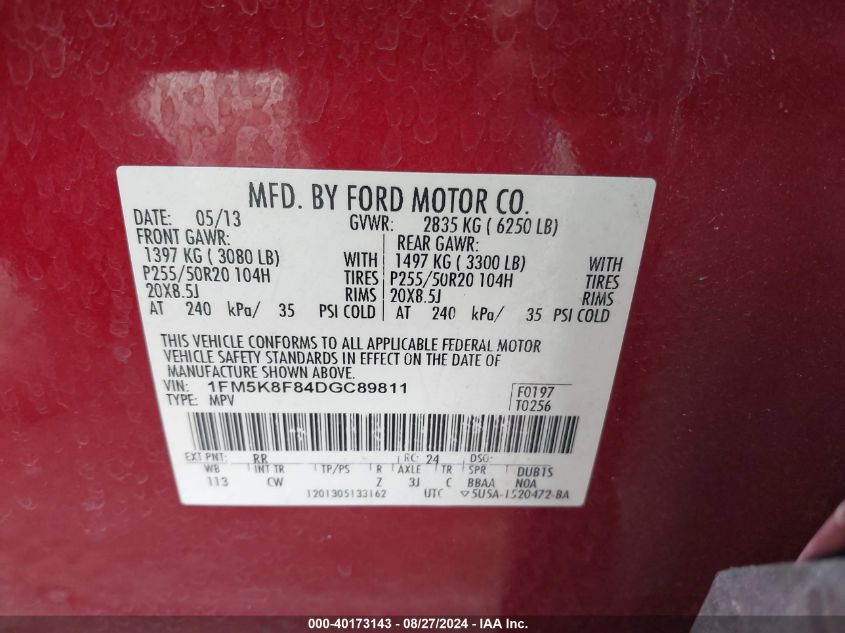 MFD. BY FORD MOTOR CO.
DATE: 05/13 GVWR: 2835 KG ( 6250 LB)
FRONT GAWR: REAR GAWR:
1397 KG ( 3080 LB) WITH 1497 KG ( 3300 LB) WITH
P255/50R20 104H TIRES P255/50R20 104H TIRES
20X8.5J RIMS 20X8.5J RIMS
AT 240 kPa/ 35 PSI COLD AT 240 kPa/ 35 PSI COLD
THIS VEHICLE CONFORMS TO ALL APPLICABLE FEDERAL MOTOR
VEHICLE SAFETY STANDARDS IN EFFECT ON THE DATE OF
MANUFACTURE SHOWN ABOVE.
VIN: 1FM5K8F84DGC89811 F0197
TYPE: MPV T0256
EXT PNT: RR RC: 24 DSO:
WB INT TR TP/PS R AXLE TR SPR DUBTS
113 CW Z 3J C BBAA N0A
1201305133162 UTC ▽5U5A-1520472-BA
000-40173143 - 08/27/2024 - IAA Inc.